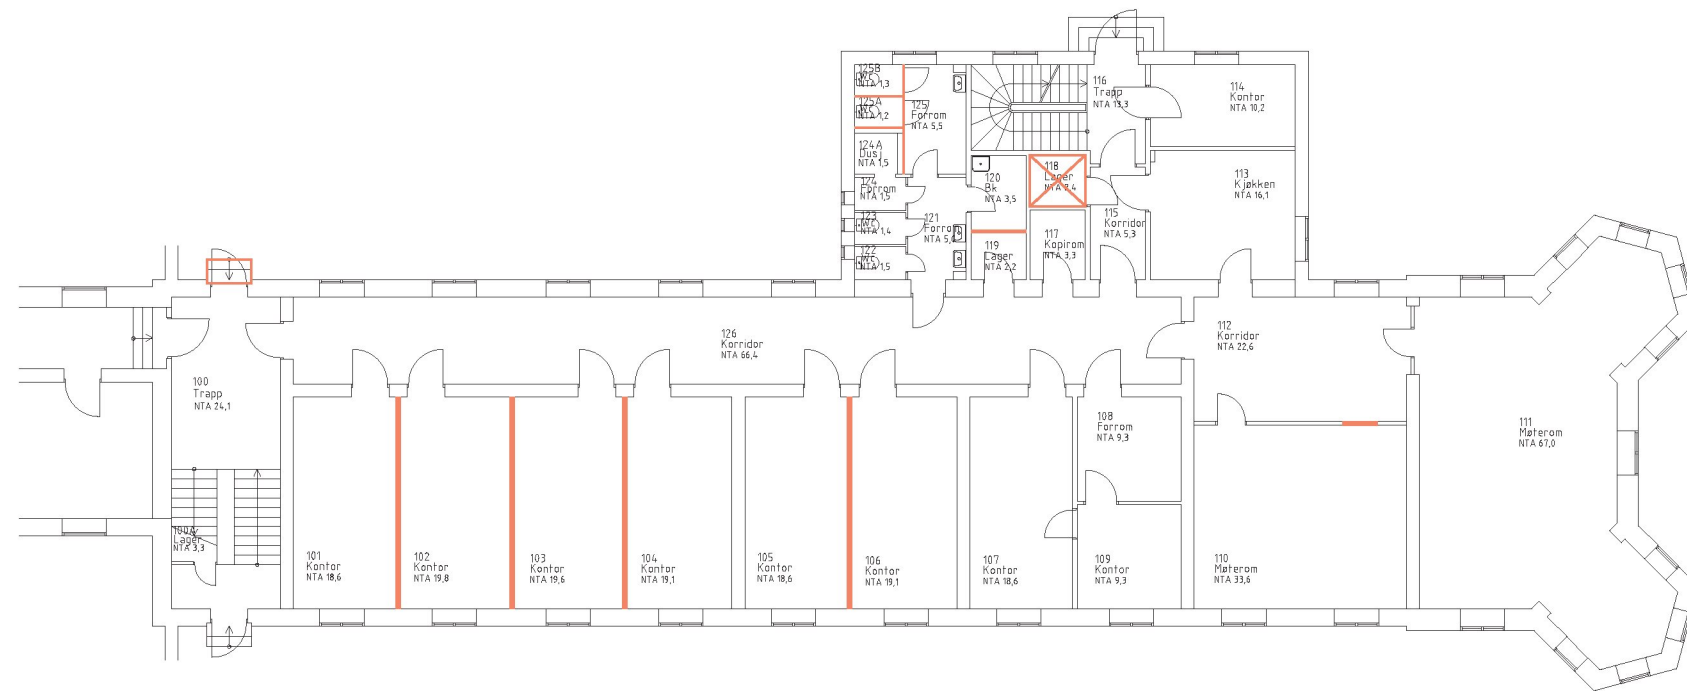 125B
WC
NTA 1,3
125A
WC
NTA 1,2
125
Forrom
NTA 5,5
124A
Dusj
NTA 1,5
124
Forrom
NTA 1,5
123
WC
NTA 1,4
122
WC
NTA 1,5
121
Forrom
NTA 5,
120
Bk
NTA 3,5
119
Lager
NTA 2,2
118
Lager
NTA 2,4
117
Kopirom
NTA 3,3
116
Trapp
NTA 13,3
115
Korridor
NTA 5,3
114
Kontor
NTA 10,2
113
Kjøkken
NTA 16,1
126
Korridor
NTA 66,4
112
Korridor
NTA 22,6
100
Trapp
NTA 24,1
100A
Lager
NTA 3,3
101
Kontor
NTA 18,6
102
Kontor
NTA 19,8
103
Kontor
NTA 19,6
104
Kontor
NTA 19,1
105
Kontor
NTA 18,6
106
Kontor
NTA 19,1
107
Kontor
NTA 18,6
108
Forrom
NTA 9,3
109
Kontor
NTA 9,3
110
Møterom
NTA 33,6
111
Møterom
NTA 67,0